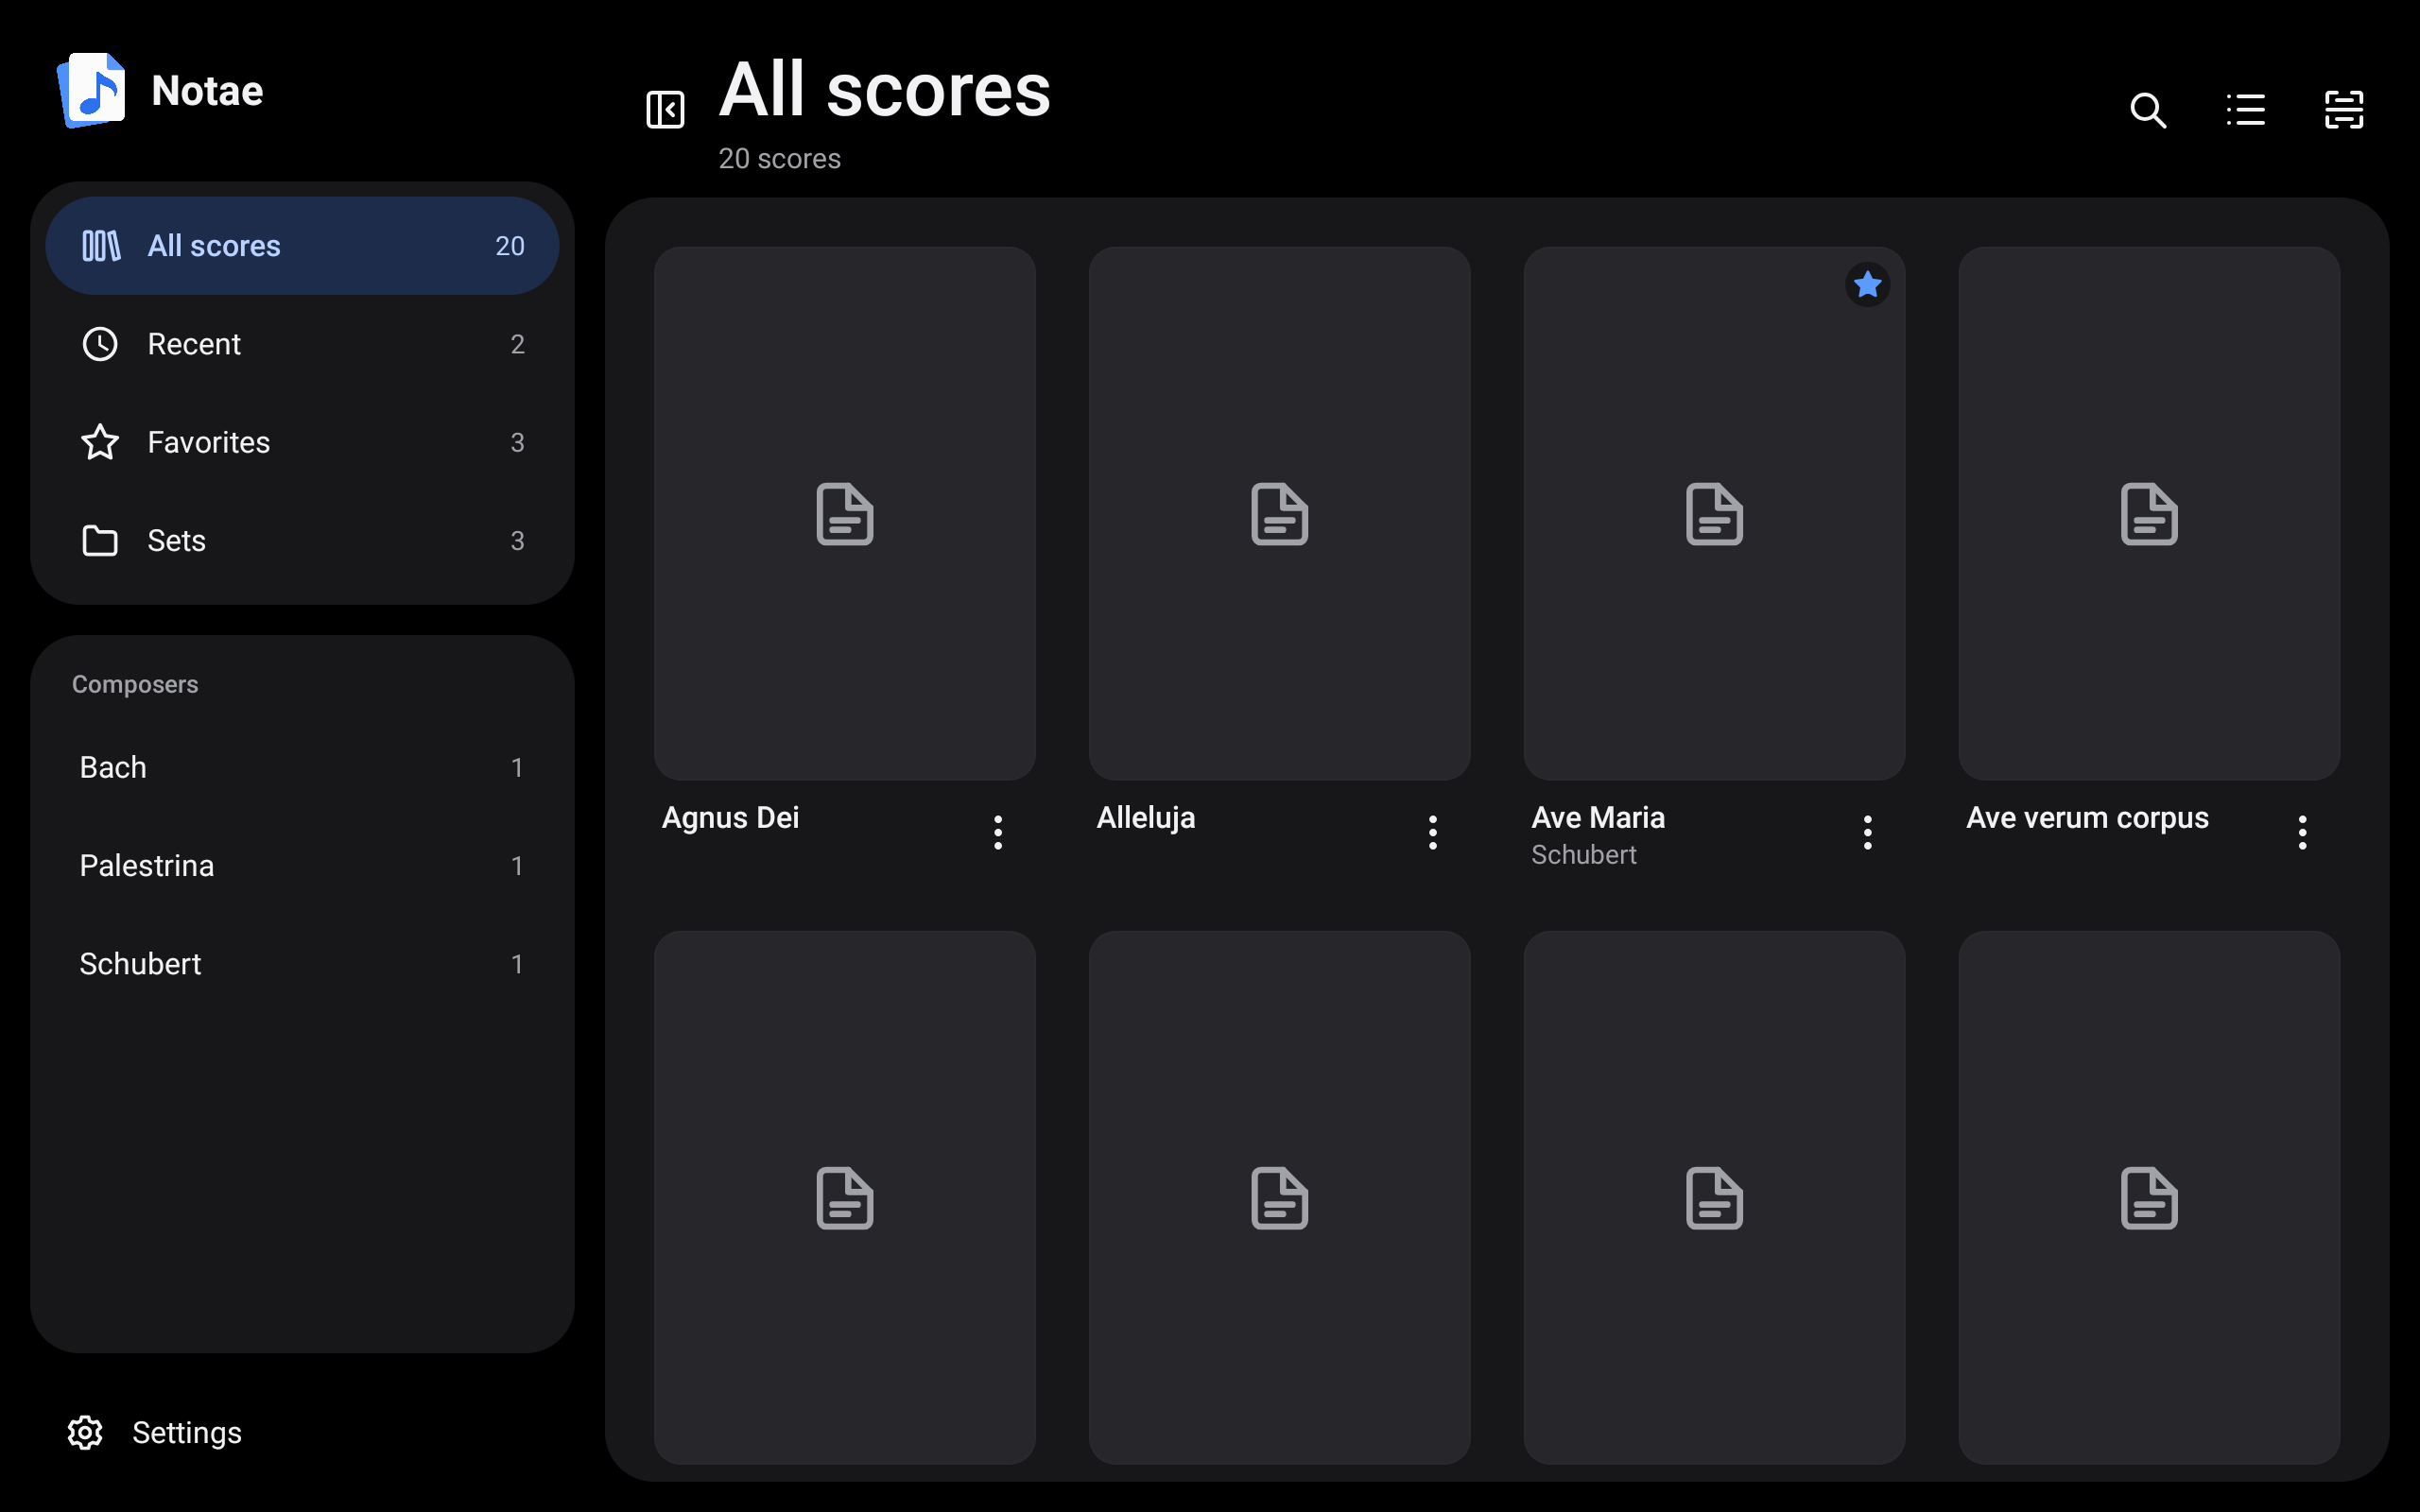 Notae
All scores
20 scores
All scores 20
Recent 2
Favorites 3
Sets 3
Composers
Bach 1
Palestrina 1
Schubert 1
Settings
Agnus Dei
Alleluja
Ave Maria
Schubert
Ave verum corpus